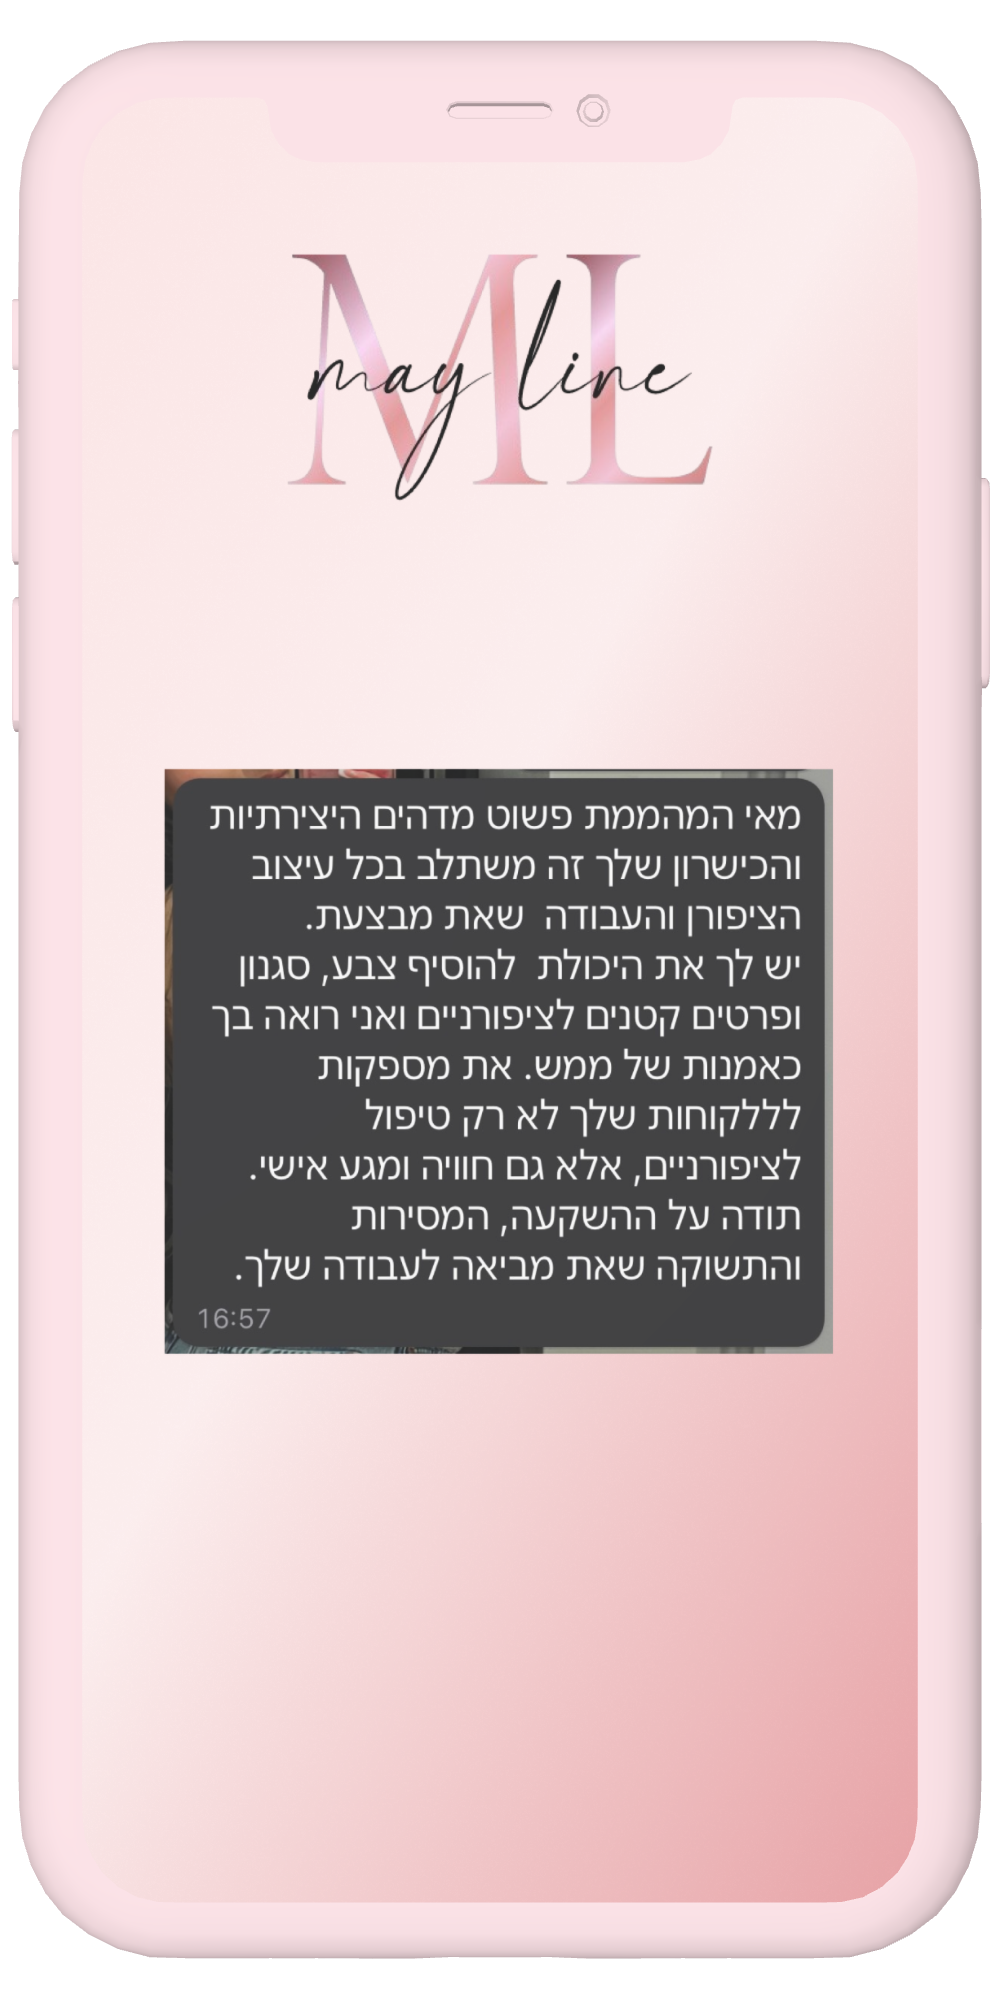 ML
may line
מאי המהממת פשוט מדהים היצירתיות
והכישרון שלך זה משתלב בכל עיצוב
הציפורן והעבודה  שאת מבצעת.
יש לך את היכולת  להוסיף צבע, סגנון
ופרטים קטנים לציפורניים ואני רואה בך
כאמנות של ממש. את מספקות
לללקוחות שלך לא רק טיפול
לציפורניים, אלא גם חוויה ומגע אישי.
תודה על ההשקעה, המסירות
והתשוקה שאת מביאה לעבודה שלך.
16:57